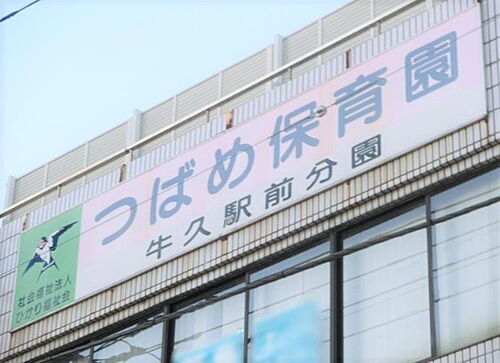 つばめ保育園
牛久駅前分園
社会福祉法人
ひかり福祉会